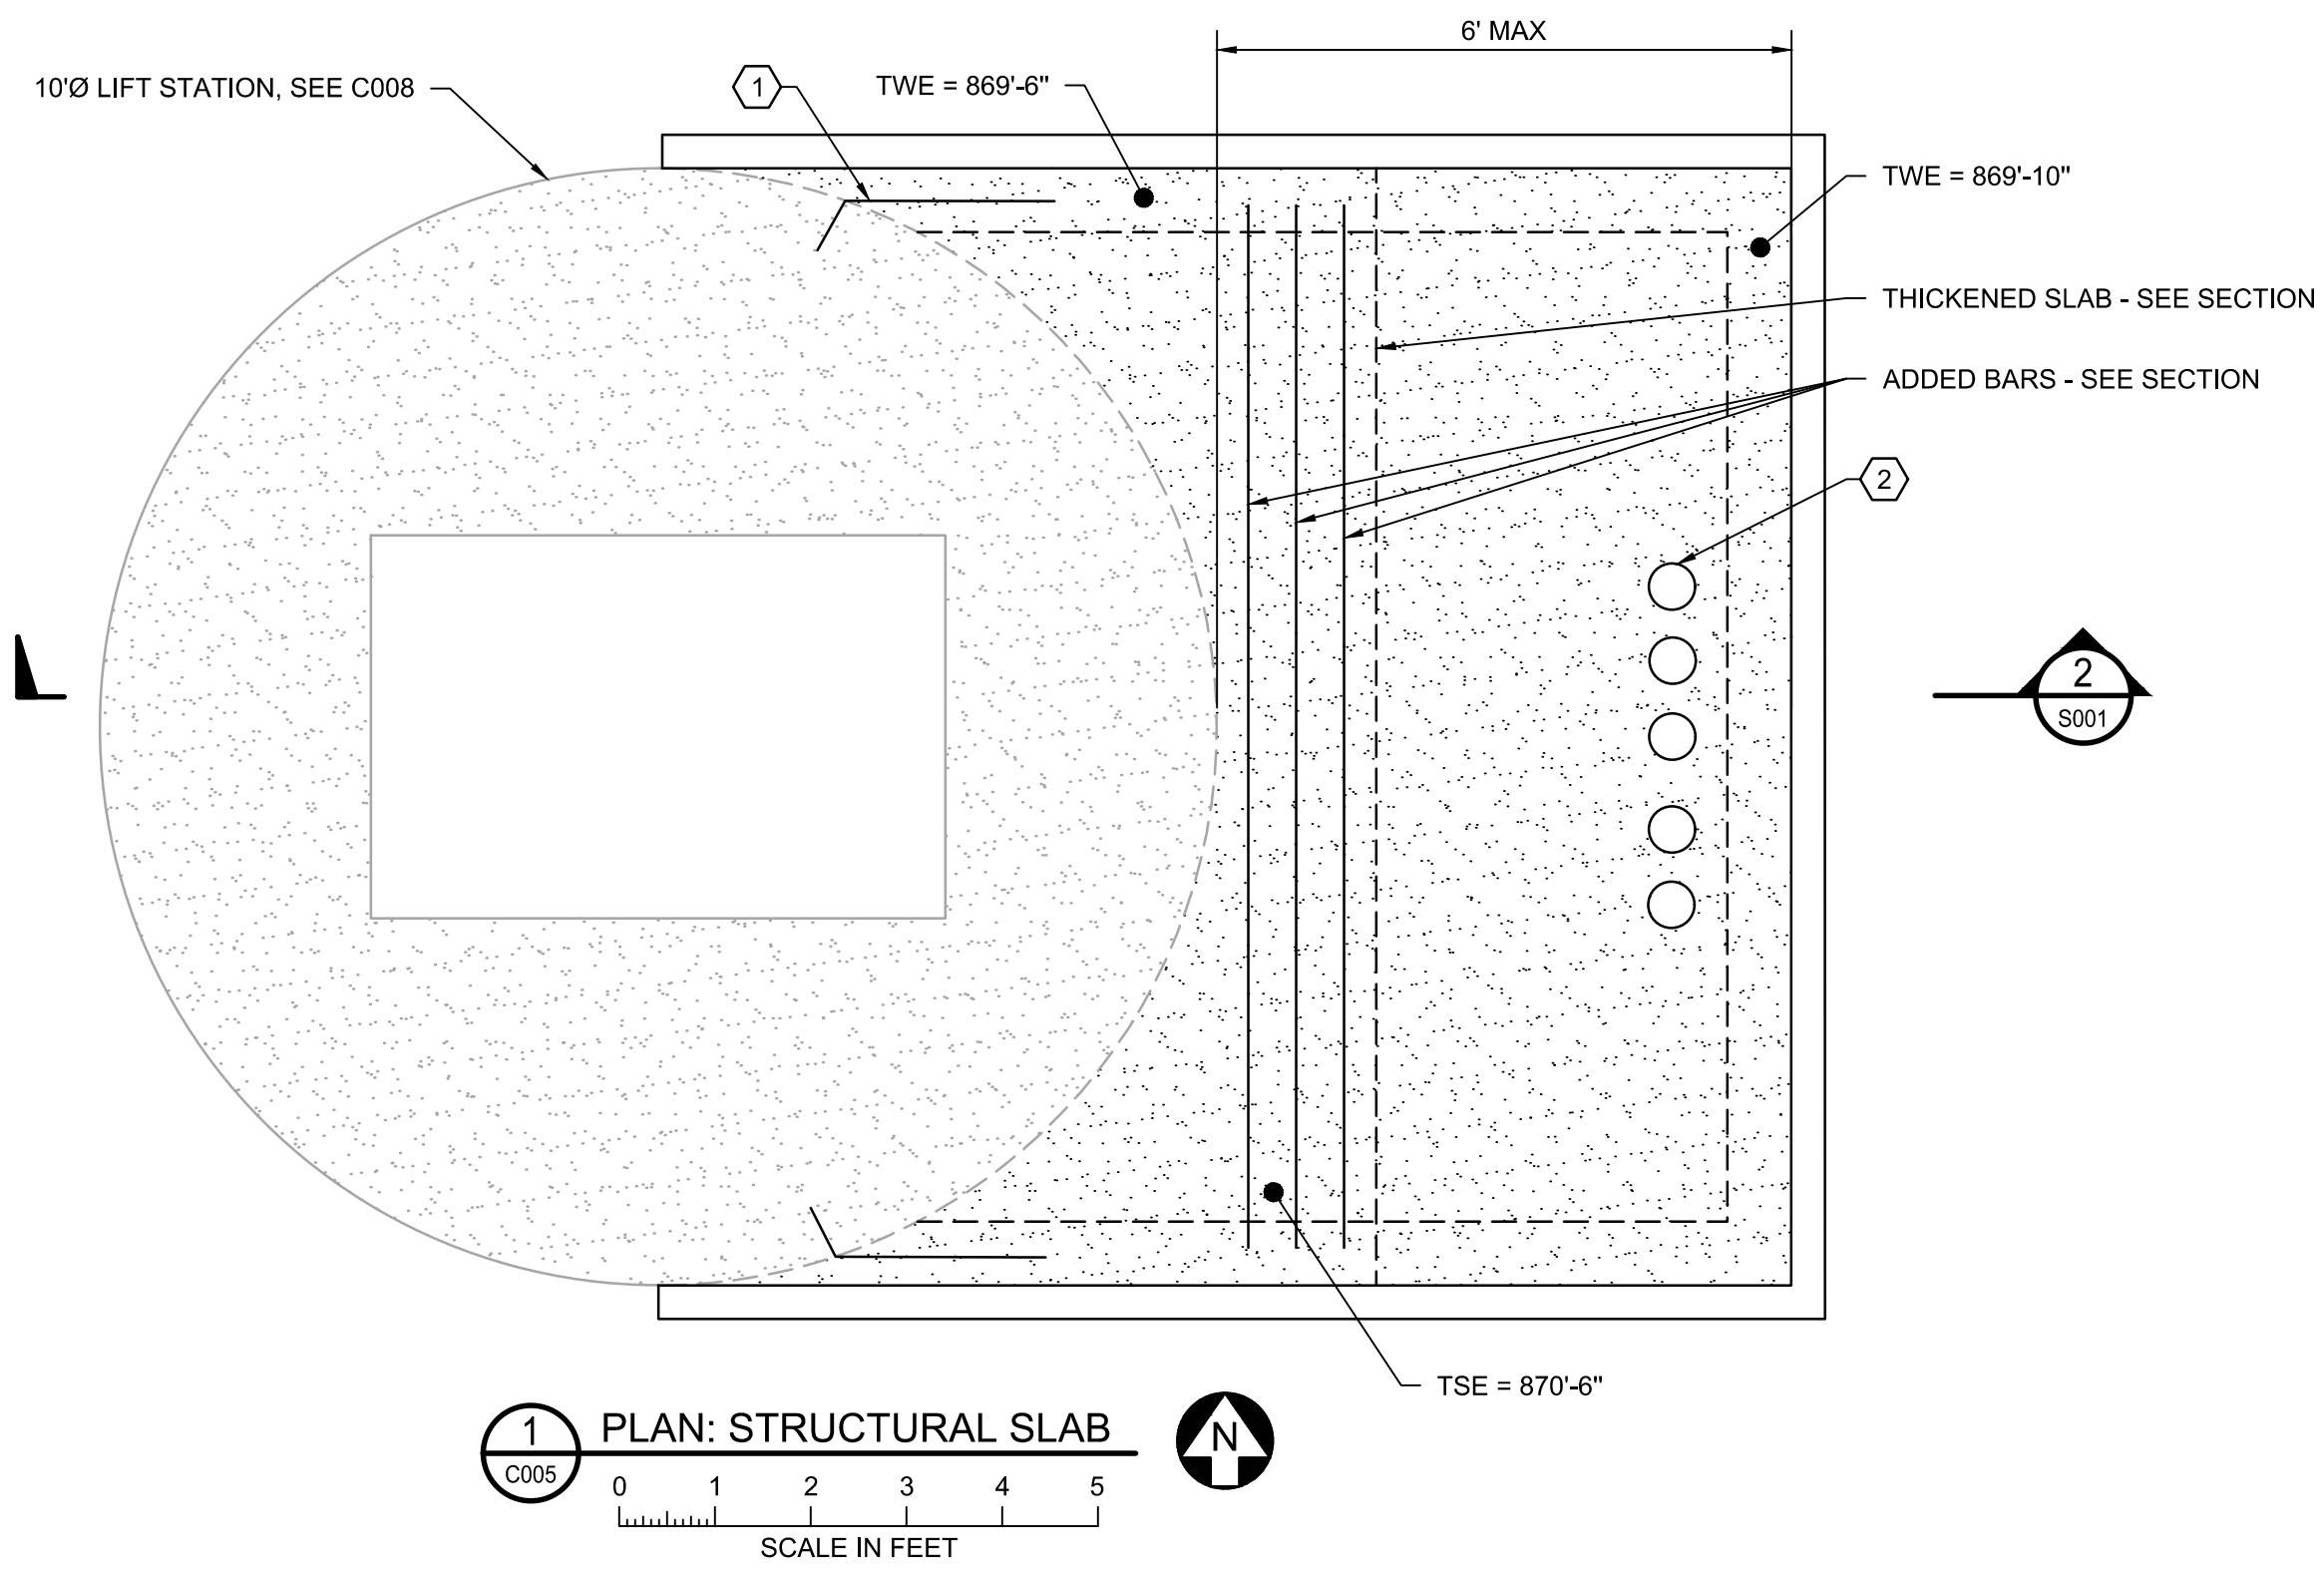 6' MAX
10'Ø LIFT STATION, SEE C008
1
TWE = 869'-6"
TWE = 869'-10"
THICKENED SLAB - SEE SECTION
ADDED BARS - SEE SECTION
2
2
S001
TSE = 870'-6"
1
C005
PLAN: STRUCTURAL SLAB
N
0 1 2 3 4 5
SCALE IN FEET